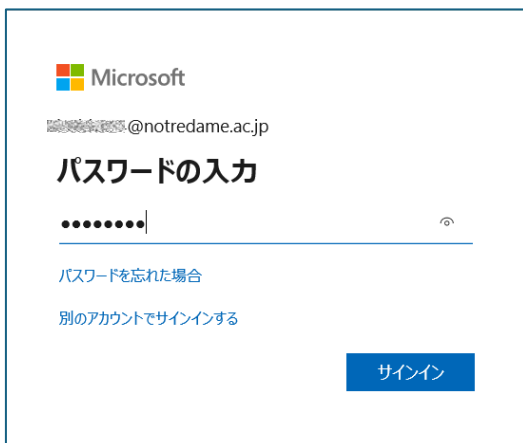 Microsoft
@notredame.ac.jp
パスワードの入力
••••••••
パスワードを忘れた場合
別のアカウントでサインインする
サインイン